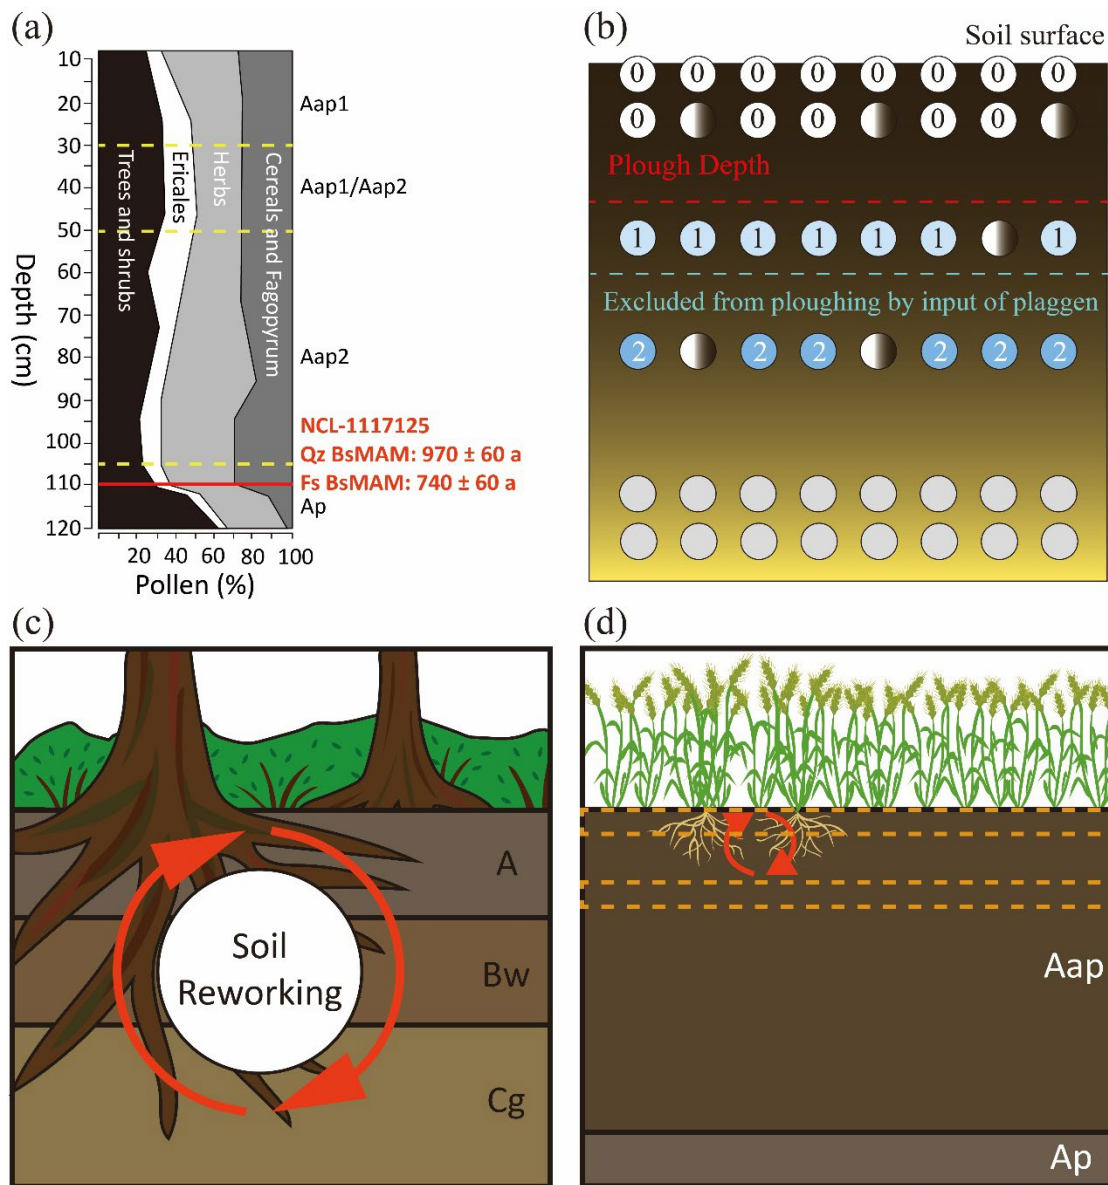 (a)
10
20
30
40
50
60
70
80
90
100
110
120
Depth (cm)
Trees and shrubs
Ericales
Herbs
Cereals and Fagopyrum
Aap1
Aap1/Aap2
Aap2
NCL-1117125
Qz BsMAM: 970 ± 60 a
Fs BsMAM: 740 ± 60 a
Ap
20 40 60 80 100
Pollen (%)
(b)
Soil surface
0 0 0 0 0 0 0 0
0 0 0 0 0
Plough Depth
1 1 1 1 1 1 1
Excluded from ploughing by input of plaggen
2 2 2 2 2 2
(c)
Soil
Reworking
A
Bw
Cg
(d)
Aap
Ap